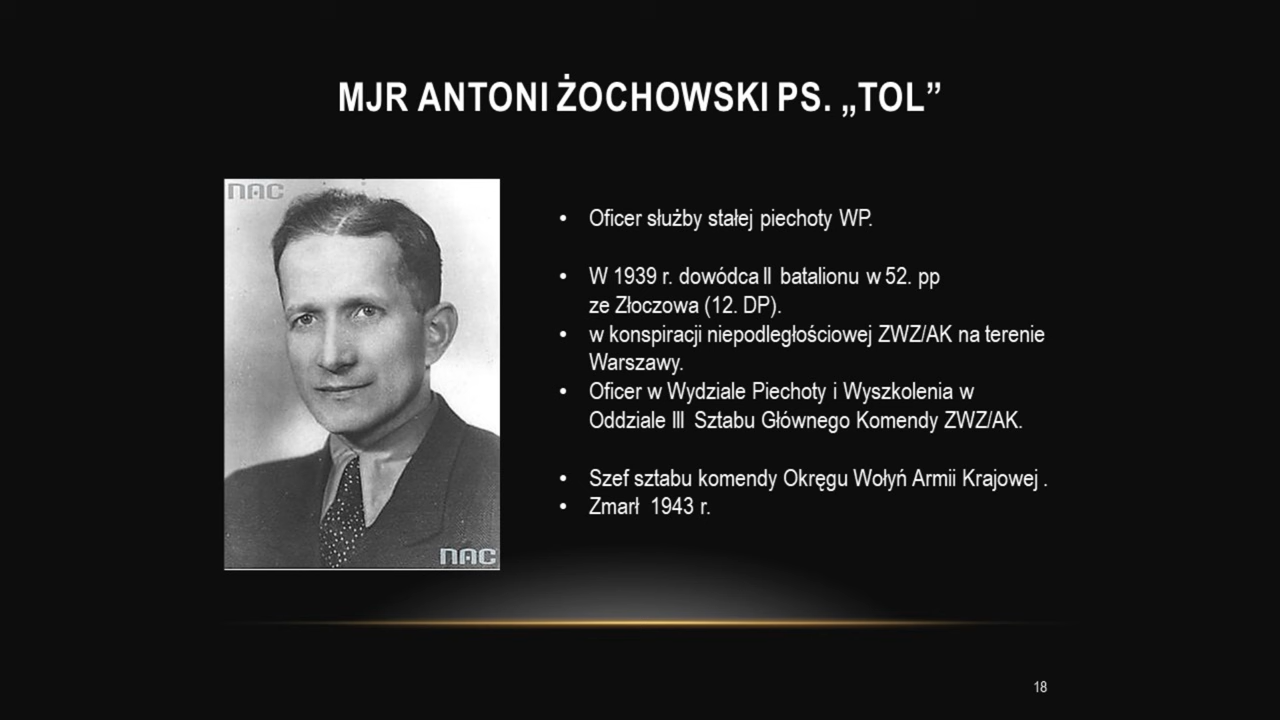 MJR ANTONI ŻOCHOWSKI PS. „TOL”
NAC
• Oficer służby stałej piechoty WP.
• W 1939 r. dowódca II batalionu w 52. pp
ze Złoczowa (12. DP).
• w konspiracji niepodległościowej ZWZ/AK na terenie
Warszawy.
• Oficer w Wydziale Piechoty i Wyszkolenia w
Oddziale III Sztabu Głównego Komendy ZWZ/AK.
• Szef sztabu komendy Okręgu Wołyń Armii Krajowej .
• Zmarł 1943 r.
NAC
18